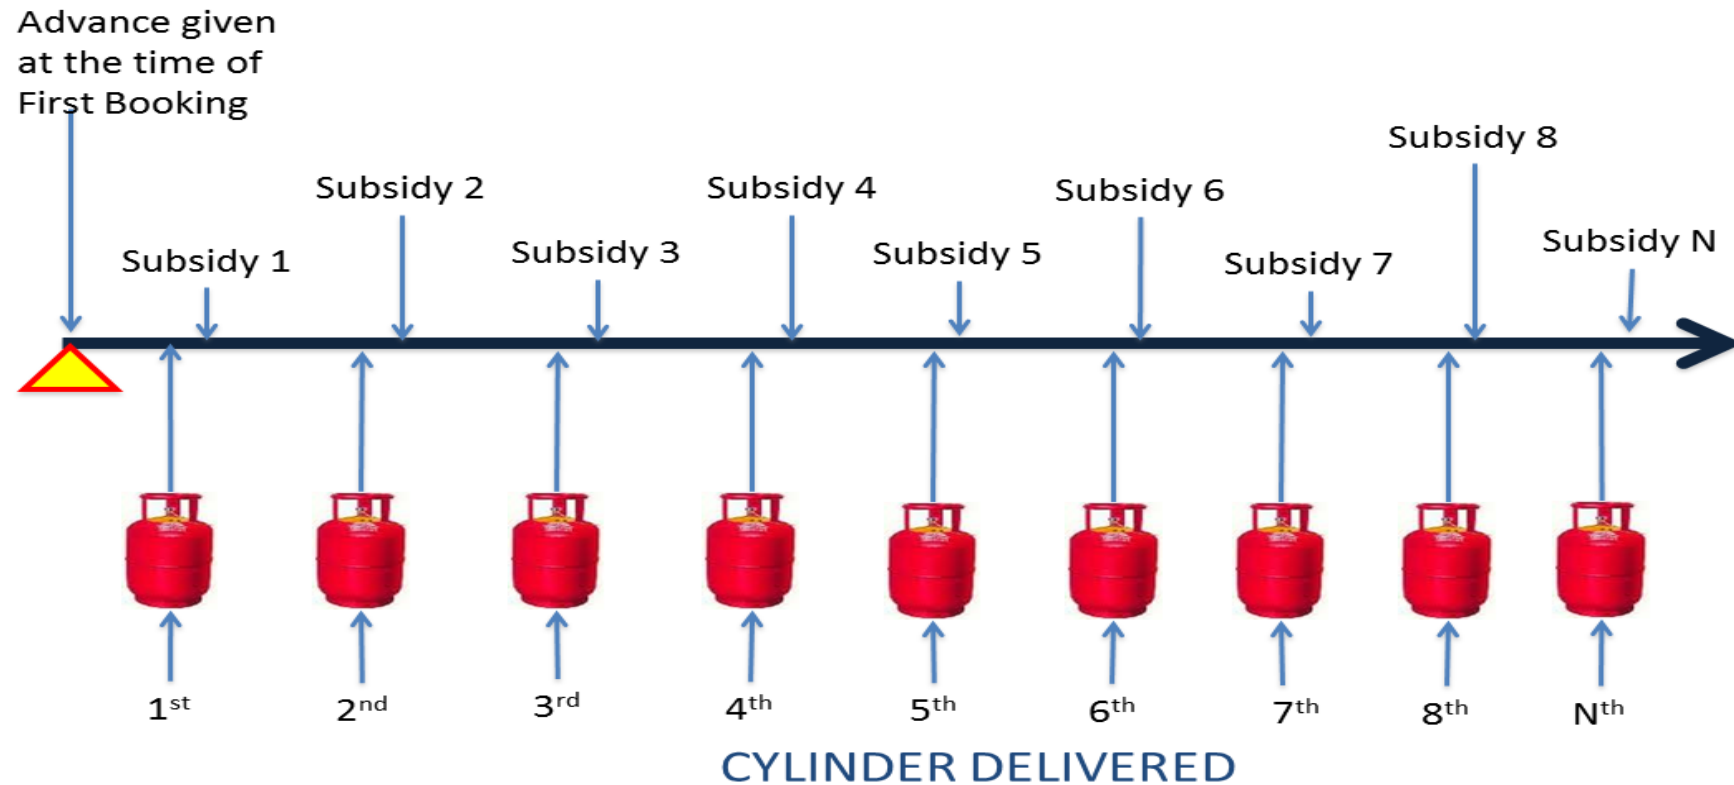 Advance given
at the time of
First Booking
Subsidy 1
Subsidy 2
Subsidy 3
Subsidy 4
Subsidy 5
Subsidy 6
Subsidy 7
Subsidy 8
Subsidy N
1st
2nd
3rd
4th
5th
6th
7th
8th
Nth
CYLINDER DELIVERED